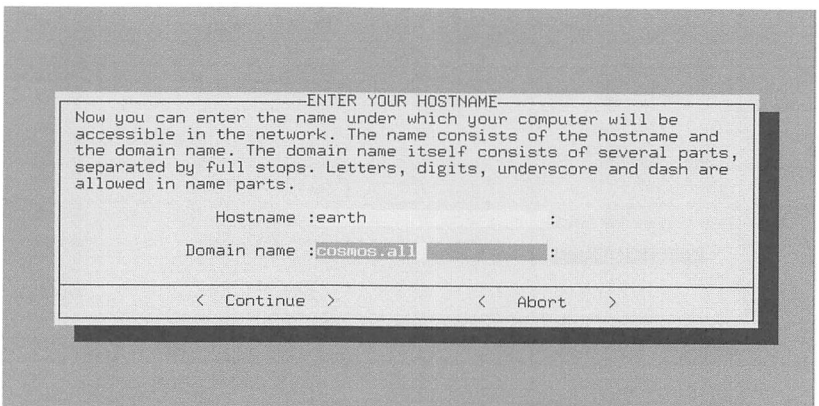 ENTER YOUR HOSTNAME
Now you can enter the name under which your computer will be
accessible in the network. The name consists of the hostname and
the domain name. The domain name itself consists of several parts,
separated by full stops. Letters, digits, underscore and dash are
allowed in name parts.
Hostname :earth :
Domain name :cosmos.all :
< Continue > < Abort >